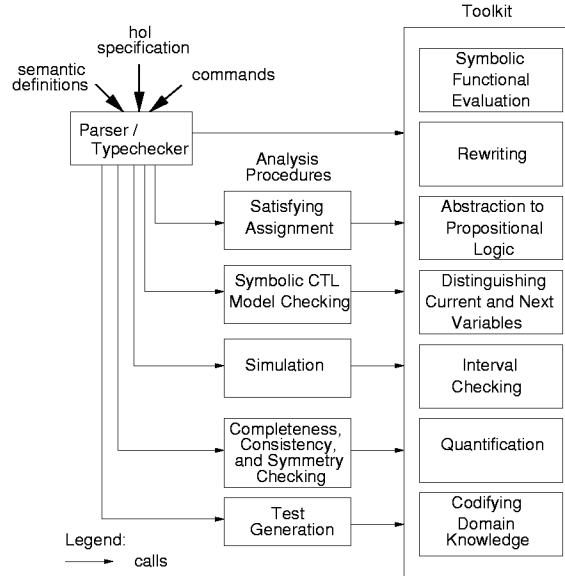 Toolkit
hol
specification
semantic
definitions
commands
Parser /
Typechecker
Analysis
Procedures
Satisfying
Assignment
Symbolic CTL
Model Checking
Simulation
Completeness,
Consistency,
and Symmetry
Checking
Test
Generation
Symbolic
Functional
Evaluation
Rewriting
Abstraction to
Propositional
Logic
Distinguishing
Current and Next
Variables
Interval
Checking
Quantification
Codifying
Domain
Knowledge
Legend:
calls